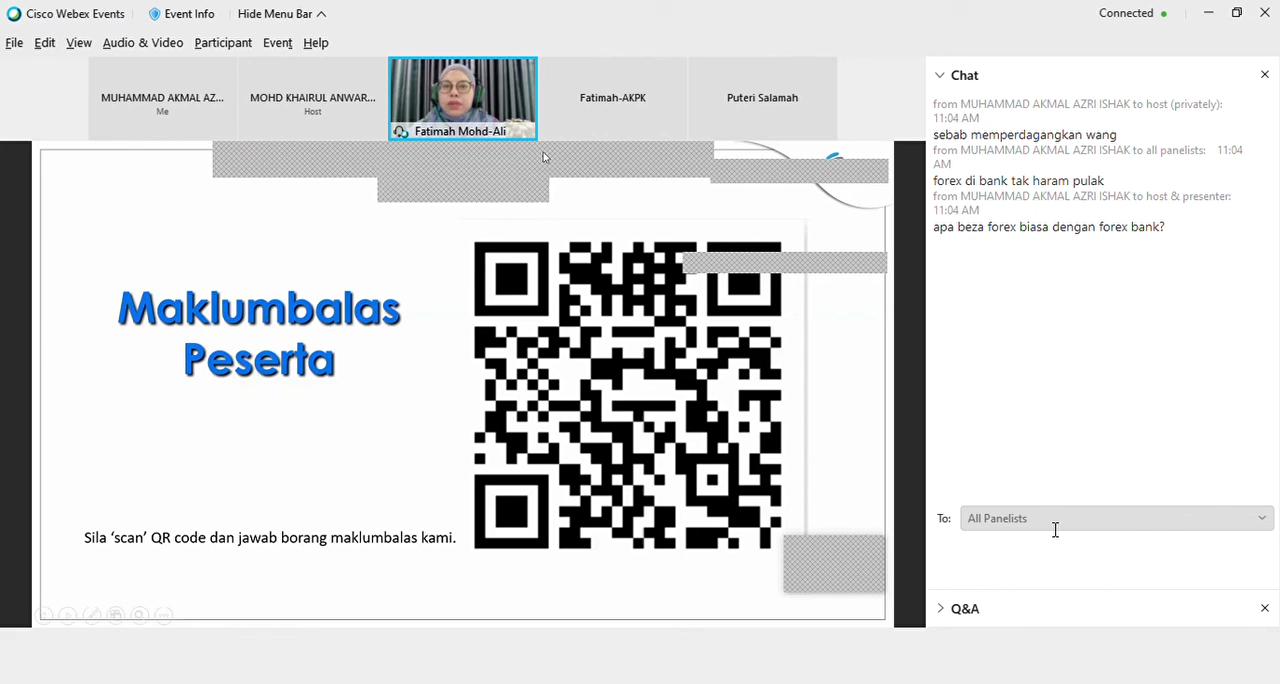 Cisco Webex Events
Event Info
Hide Menu Bar
Connected
File Edit View Audio & Video Participant Event Help
MUHAMMAD AKMAL AZ...
Me
MOHD KHAIRUL ANWAR...
Host
Fatimah Mohd-Ali
Fatimah-AKPK
Puteri Salamah
Maklumbalas
Peserta
Sila ‘scan’ QR code dan jawab borang maklumbalas kami.
Chat
from MUHAMMAD AKMAL AZRI ISHAK to host (privately):
11:04 AM
sebab memperdagangkan wang
from MUHAMMAD AKMAL AZRI ISHAK to all panelists: 11:04
AM
forex di bank tak haram pulak
from MUHAMMAD AKMAL AZRI ISHAK to host & presenter:
11:04 AM
apa beza forex biasa dengan forex bank?
To: All Panelists
Q&A